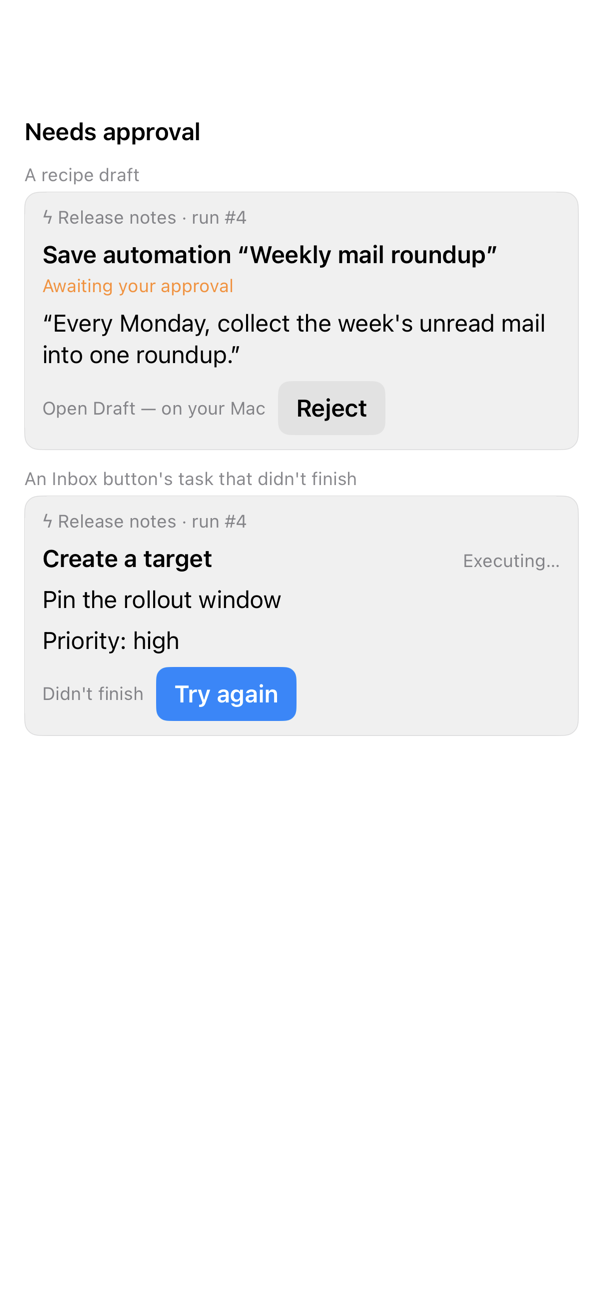 Needs approval
A recipe draft
ϟ Release notes · run #4
Save automation “Weekly mail roundup”
Awaiting your approval
“Every Monday, collect the week's unread mail
into one roundup.”
Open Draft — on your Mac
Reject
An Inbox button's task that didn't finish
ϟ Release notes · run #4
Create a target
Executing…
Pin the rollout window
Priority: high
Didn't finish
Try again